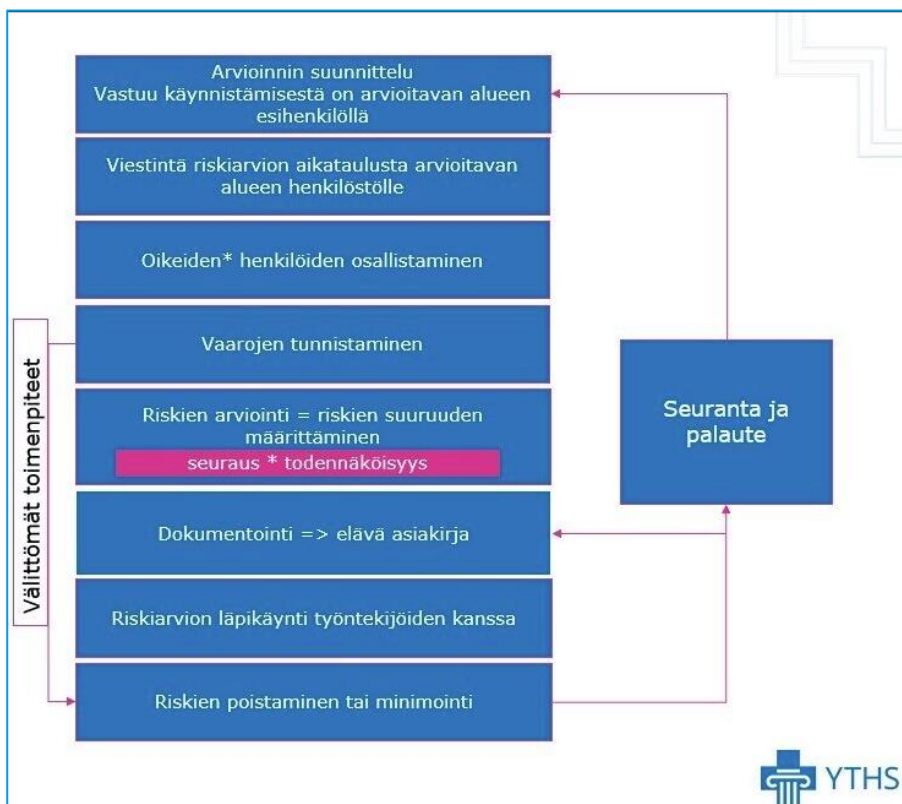 Arvioinnin suunnittelu
Vastuu käynnistämisestä on arvioitavan alueen
esihenkilöllä
Viestintä riskiarvion aikataulusta arvioitavan
alueen henkilöstölle
Oikeiden* henkilöiden osallistaminen
Vaarojen tunnistaminen
Riskien arviointi = riskien suuruuden
määrittäminen
seuraus * todennäköisyys
Dokumentointi => elävä asiakirja
Riskiarvion läpikäynti työntekijöiden kanssa
Riskien poistaminen tai minimointi
Välittömät toimenpiteet
Seuranta ja
palaute
YTHS